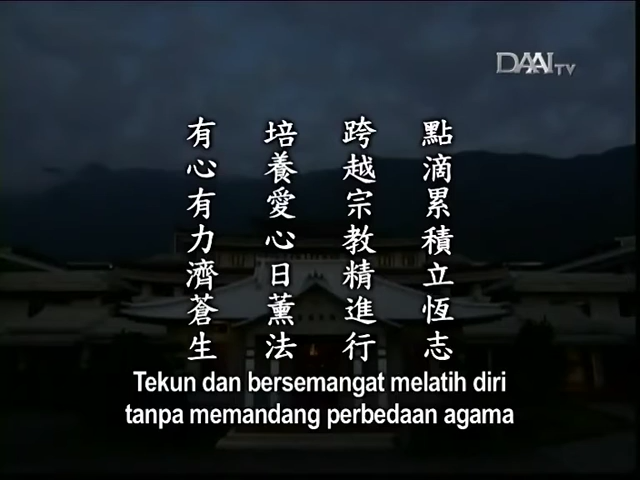 DAAI TV
點滴累積立恆志
跨越宗教精進行
培養愛心日薰法
有心有力濟蒼生
Tekun dan bersemangat melatih diri
tanpa memandang perbedaan agama